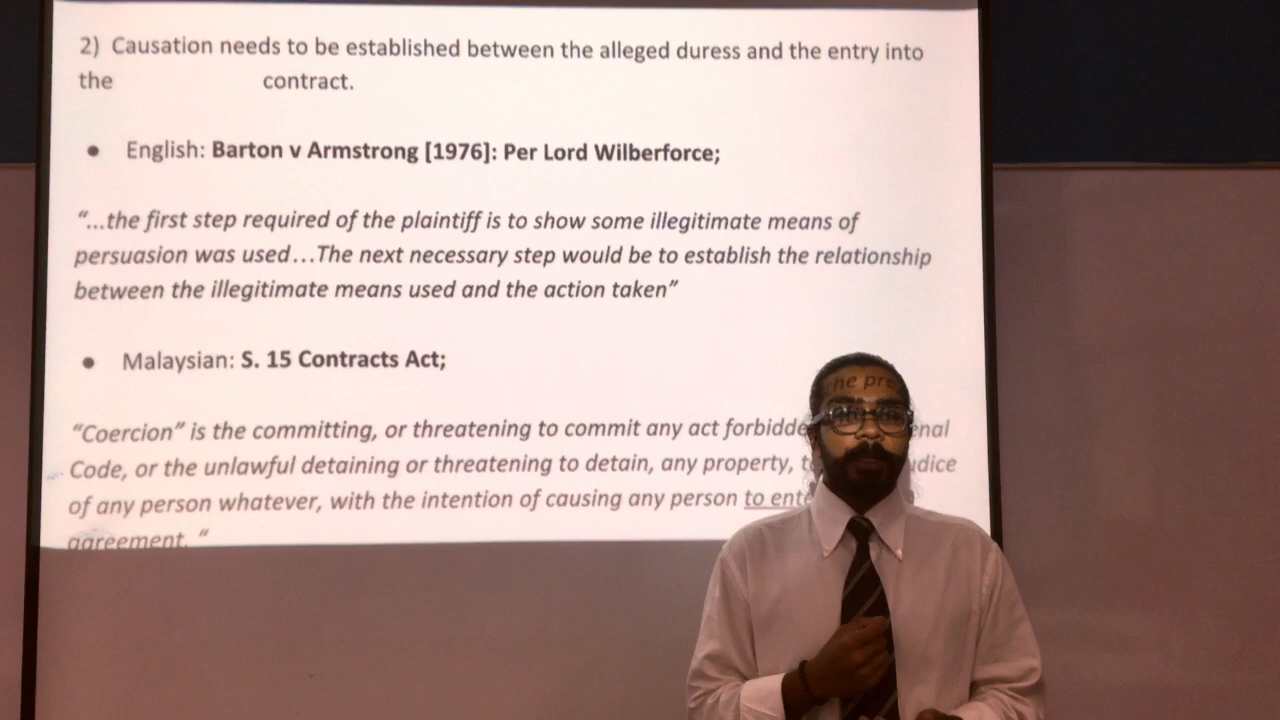 2) Causation needs to be established between the alleged duress and the entry into
the contract.
● English: Barton v Armstrong [1976]: Per Lord Wilberforce;
“...the first step required of the plaintiff is to show some illegitimate means of
persuasion was used...The next necessary step would be to establish the relationship
between the illegitimate means used and the action taken”
● Malaysian: S. 15 Contracts Act;
“Coercion” is the committing, or threatening to commit any act
Code, or the unlawful detaining or threatening to detain, any property,
of any person whatever, with the intention of causing any person to
agreement. “